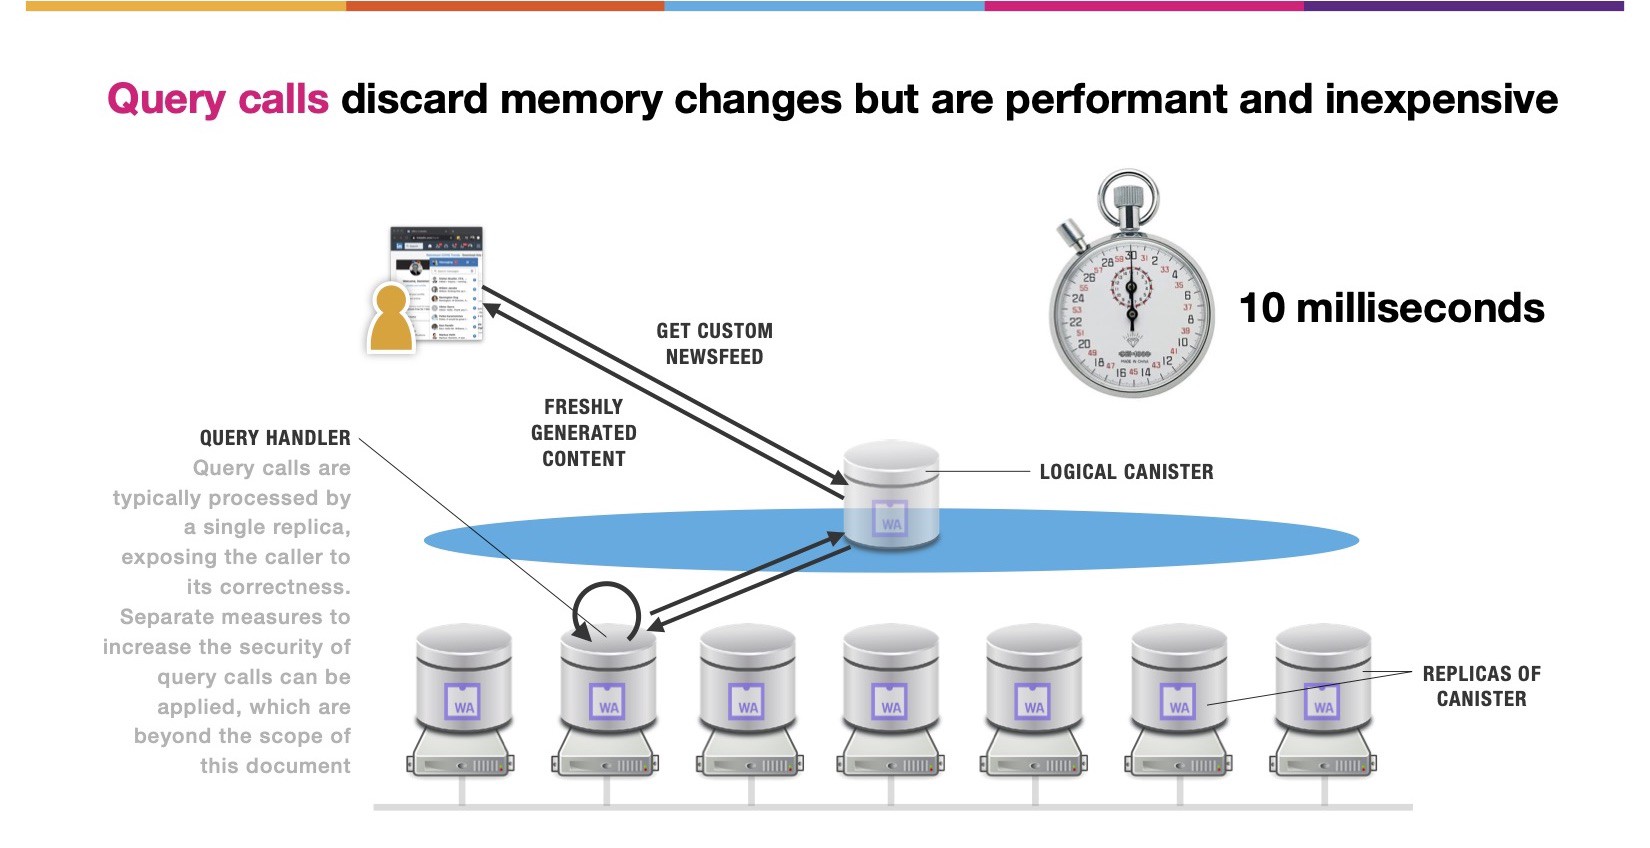 Query calls discard memory changes but are performant and inexpensive
10 milliseconds
GET CUSTOM
NEWSFEED
FRESHLY
GENERATED
CONTENT
QUERY HANDLER
Query calls are
typically processed by
a single replica,
exposing the caller to
its correctness.
Separate measures to
increase the security of
query calls can be
applied, which are
beyond the scope of
this document
LOGICAL CANISTER
WA
WA
WA
WA
WA
WA
WA
WA
REPLICAS OF
CANISTER